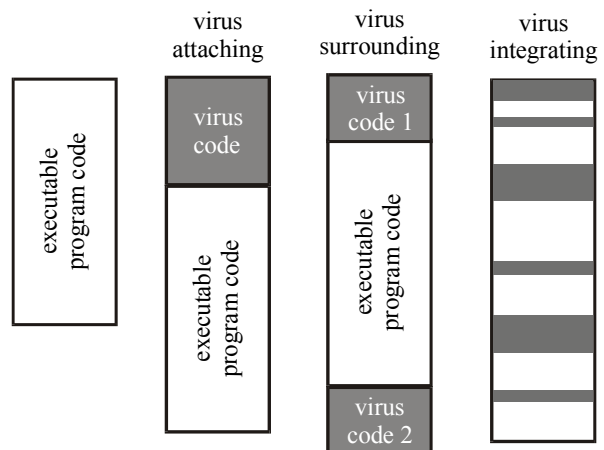 executable
program code
virus
attaching
virus
code
executable
program code
virus
surrounding
virus
code 1
executable
program code
virus
code 2
virus
integrating